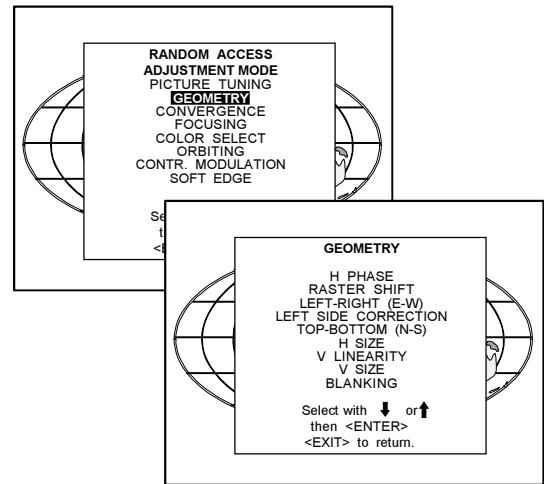 RANDOM ACCESS
ADJUSTMENT MODE
PICTURE TUNING
GEOMETRY
CONVERGENCE
FOCUSING
COLOR SELECT
ORBITING
CONTR. MODULATION
SOFT EDGE
GEOMETRY
H PHASE
RASTER SHIFT
LEFT-RIGHT (E-W)
LEFT SIDE CORRECTION
TOP-BOTTOM (N-S)
H SIZE
V LINEARITY
V SIZE
BLANKING
Select with ⬇ or ⬆
then <ENTER>
<EXIT> to return.